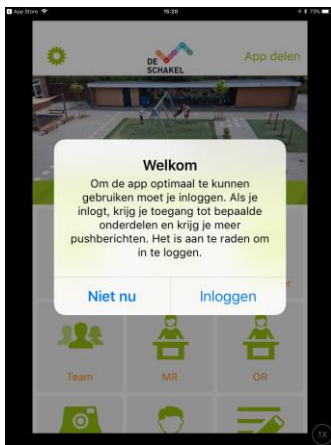 App Store 15:20 73%
DE SCHAKEL
App delen
Welkom
Om de app optimaal te kunnen
gebruiken moet je inloggen. Als je
inlogt, krijg je toegang tot bepaalde
onderdelen en krijg je meer
pushberichten. Het is aan te raden om
in te loggen.
Niet nu Inloggen
Team MR OR
1X